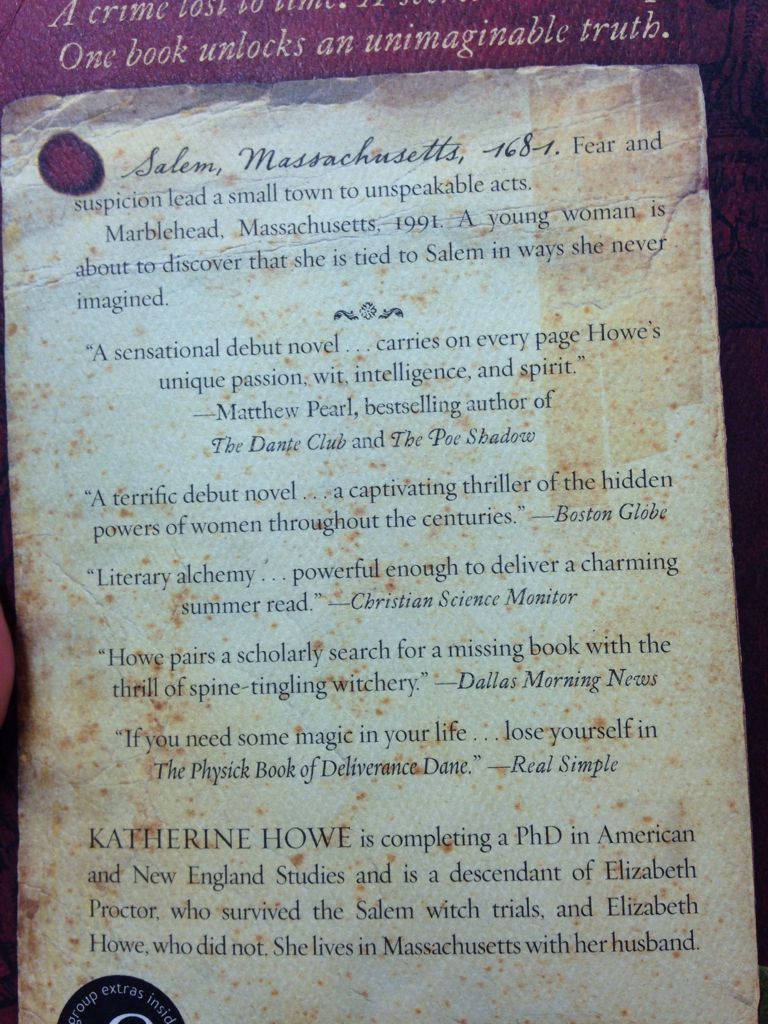 A crime lost to time. A
One book unlocks an unimaginable truth.
Salem, Massachusetts, 1681. Fear and
suspicion lead a small town to unspeakable acts.
Marblehead, Massachusetts, 1991. A young woman is
about to discover that she is tied to Salem in ways she never
imagined.
“A sensational debut novel . . . carries on every page Howe’s
unique passion, wit, intelligence, and spirit.”
—Matthew Pearl, bestselling author of
The Dante Club and The Poe Shadow
“A terrific debut novel . . . a captivating thriller of the hidden
powers of women throughout the centuries.” —Boston Globe
“Literary alchemy . . . powerful enough to deliver a charming
summer read.” —Christian Science Monitor
“Howe pairs a scholarly search for a missing book with the
thrill of spine-tingling witchery.” —Dallas Morning News
“If you need some magic in your life . . . lose yourself in
The Physick Book of Deliverance Dane.” —Real Simple
KATHERINE HOWE is completing a PhD in American
and New England Studies and is a descendant of Elizabeth
Proctor, who survived the Salem witch trials, and Elizabeth
Howe, who did not. She lives in Massachusetts with her husband.
group extras insid